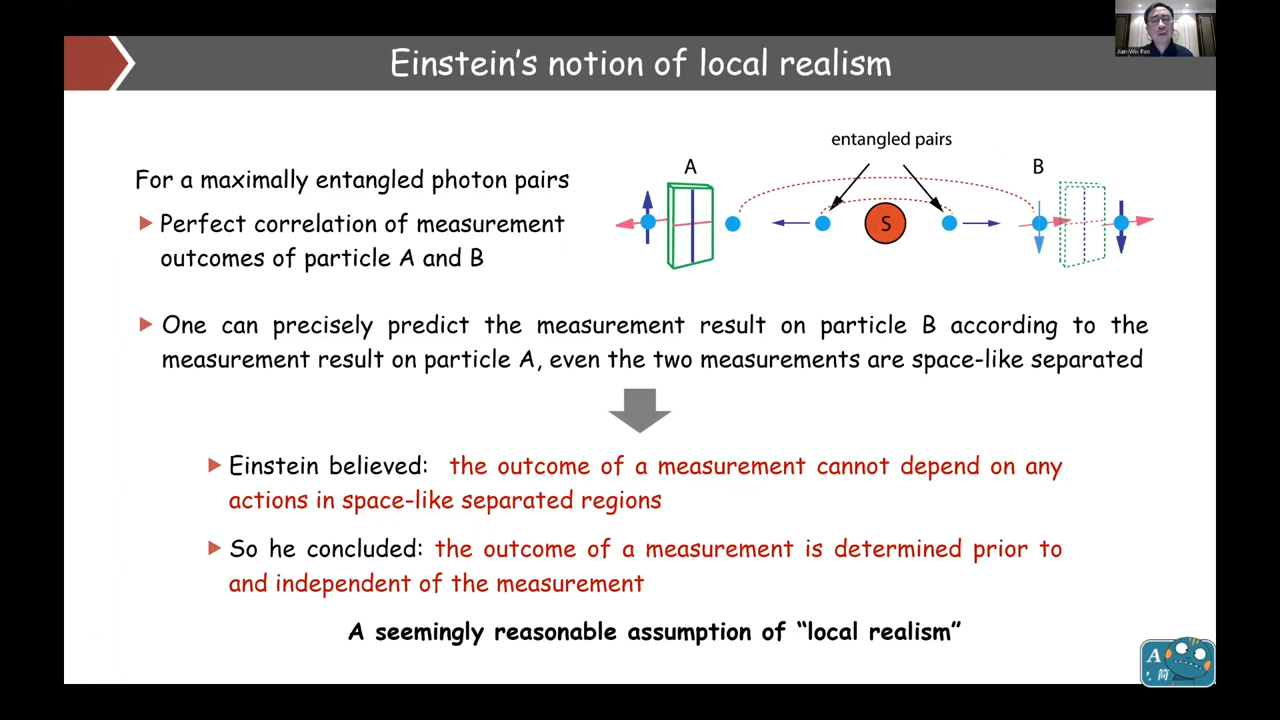 Jian-Wei Pan
Einstein's notion of local realism
For a maximally entangled photon pairs
Perfect correlation of measurement
outcomes of particle A and B
entangled pairs
A
B
S
One can precisely predict the measurement result on particle B according to the
measurement result on particle A, even the two measurements are space-like separated
Einstein believed: the outcome of a measurement cannot depend on any
actions in space-like separated regions
So he concluded: the outcome of a measurement is determined prior to
and independent of the measurement
A seemingly reasonable assumption of “local realism”
A
简